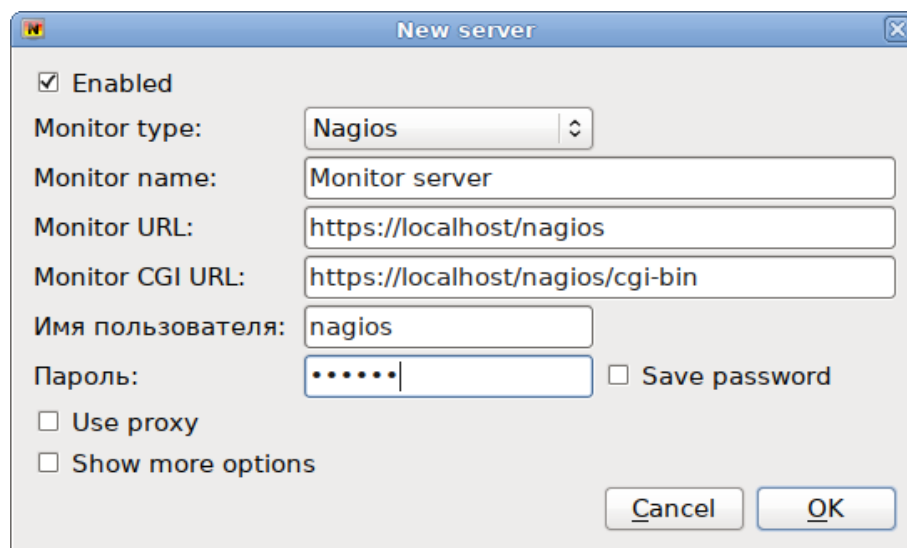 New server
Enabled
Monitor type: Nagios
Monitor name: Monitor server
Monitor URL: https://localhost/nagios
Monitor CGI URL: https://localhost/nagios/cgi-bin
Имя пользователя: nagios
Пароль: •••••• Save password
Use proxy
Show more options
Cancel OK